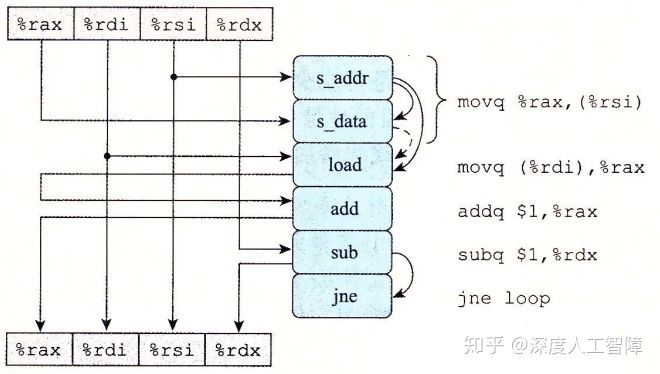 %rax %rdi %rsi %rdx
s_addr
s_data
movq %rax,(%rsi)
load
movq (%rdi),%rax
add
addq $1,%rax
sub
subq $1,%rdx
jne
jne loop
%rax %rdi %rsi %rdx
知乎 @深度人工智障